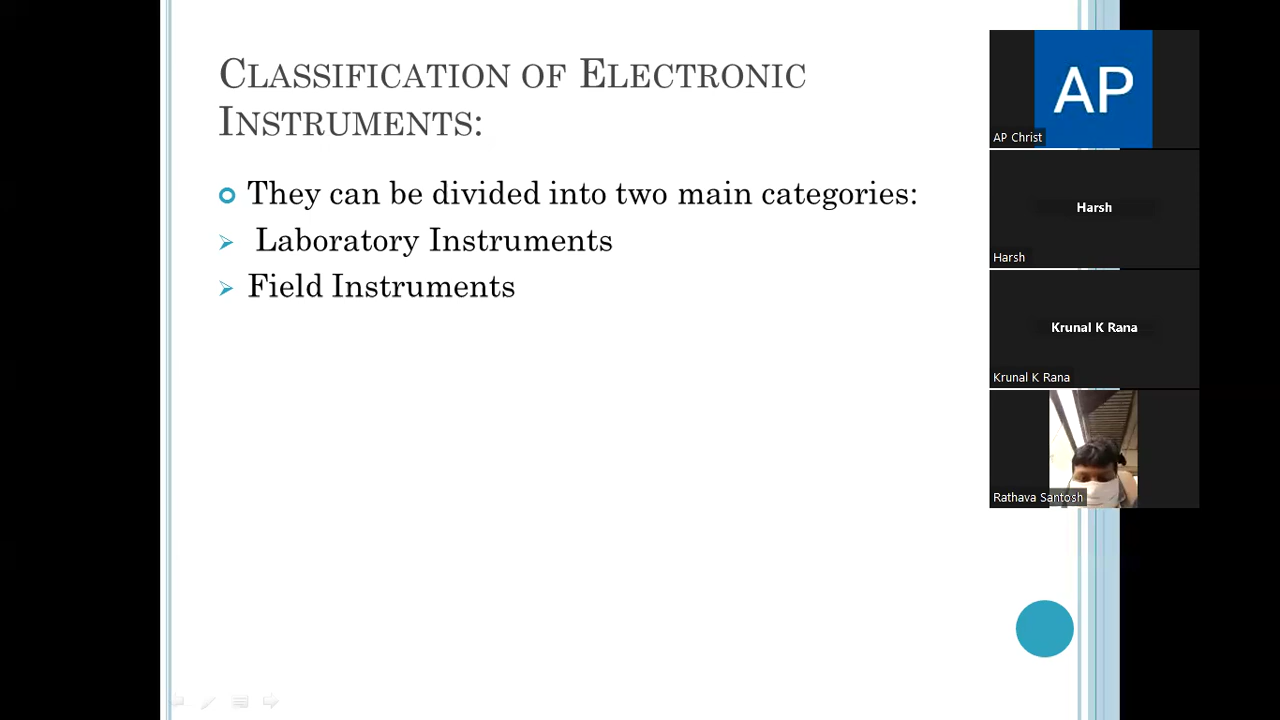 CLASSIFICATION OF ELECTRONIC
INSTRUMENTS:
They can be divided into two main categories:
Laboratory Instruments
Field Instruments
AP
AP Christ
Harsh
Harsh
Krunal K Rana
Krunal K Rana
Rathava Santosh